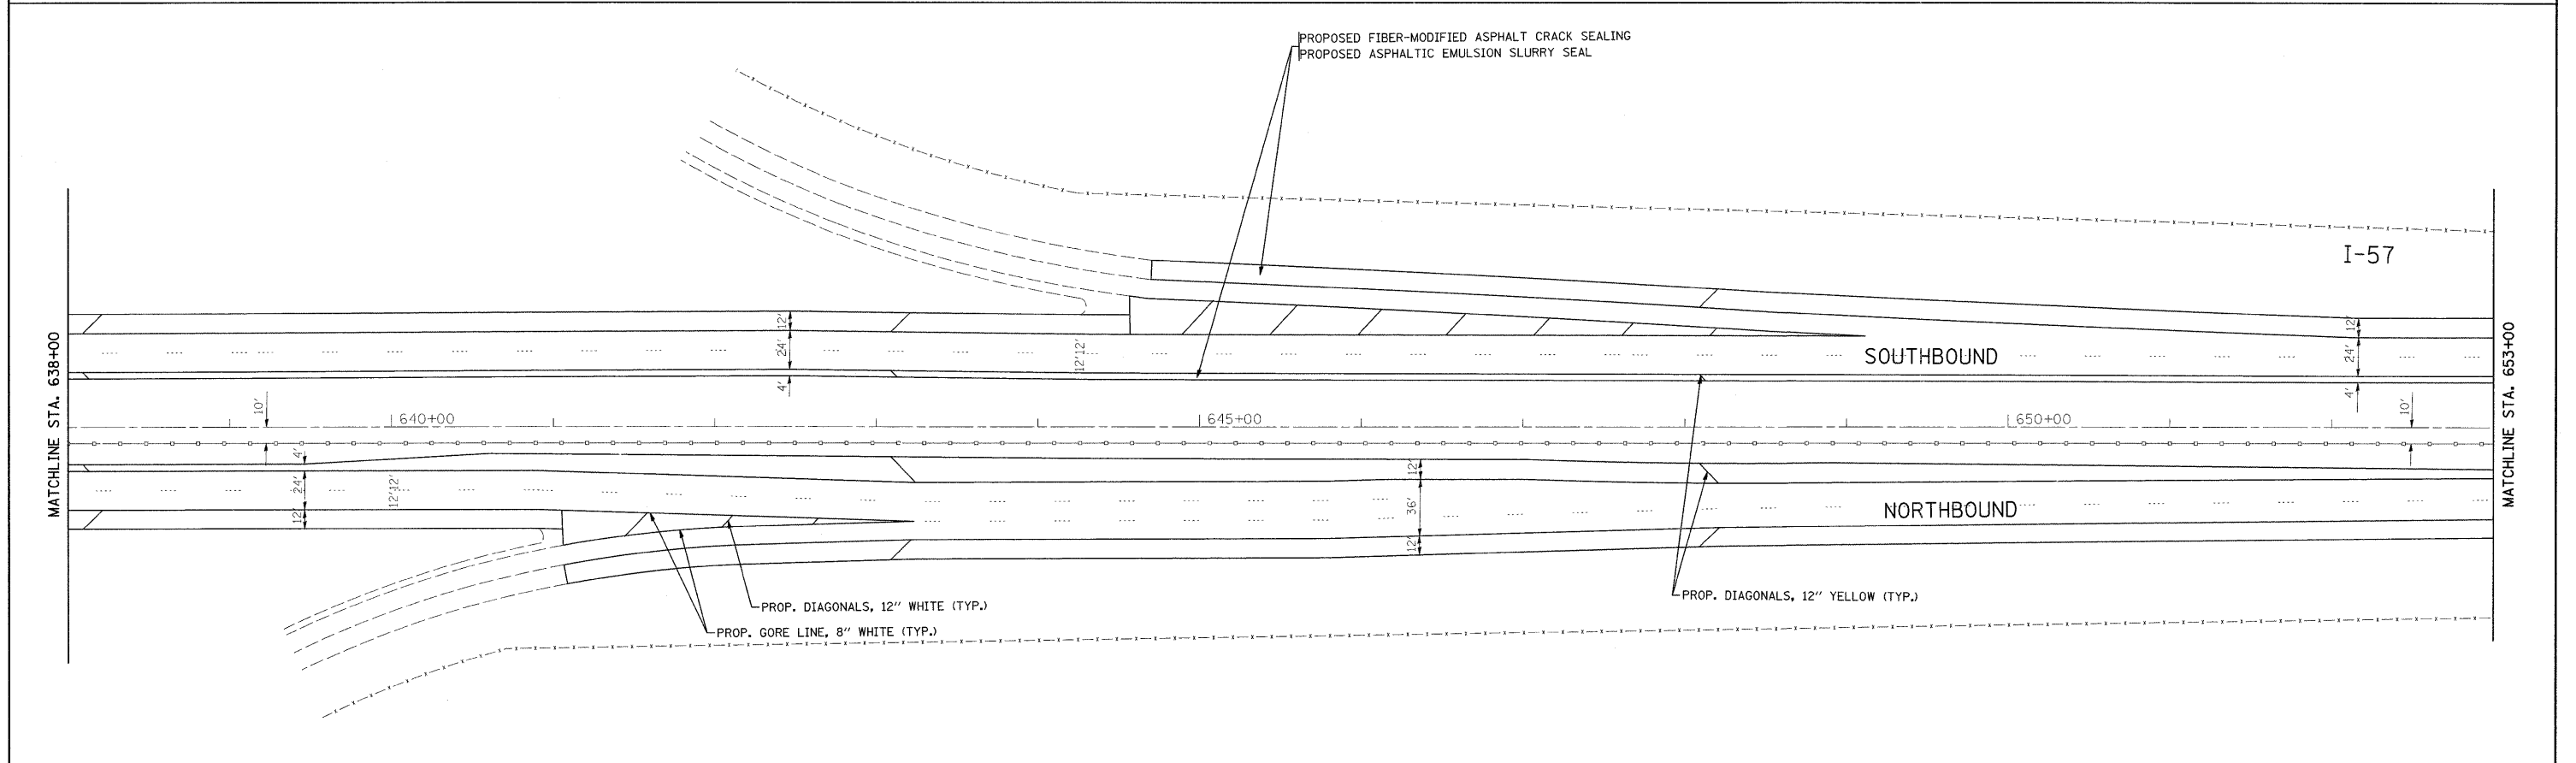 PROPOSED FIBER-MODIFIED ASPHALT CRACK SEALING
PROPOSED ASPHALTIC EMULSION SLURRY SEAL
I-57
MATCHLINE STA. 638+00
MATCHLINE STA. 653+00
12'
24'
4'
12'12'
SOUTHBOUND
12'
24'
4'
10'
640+00
645+00
650+00
10'
4'
24'
12'
12'12'
12'
36'
12'
NORTHBOUND
PROP. DIAGONALS, 12" WHITE (TYP.)
PROP. GORE LINE, 8" WHITE (TYP.)
PROP. DIAGONALS, 12" YELLOW (TYP.)